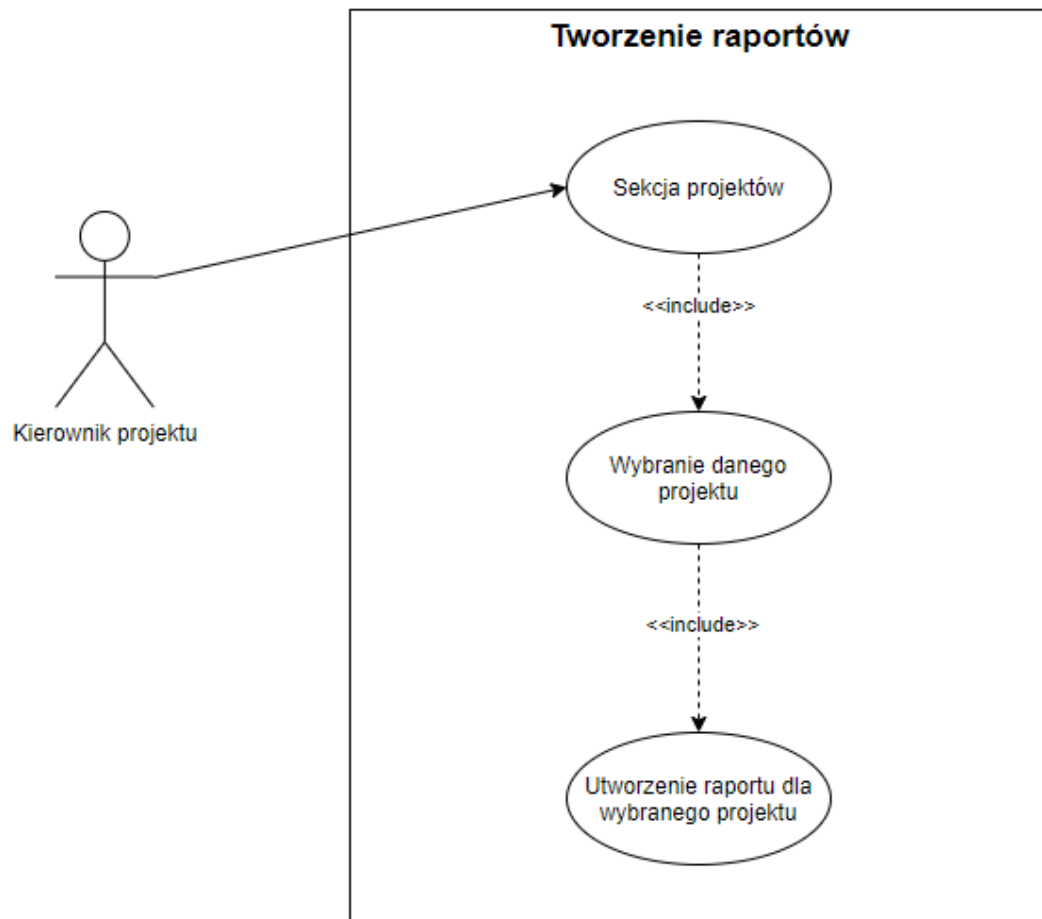 Tworzenie raportów
Sekcja projektów
<<include>>
Kierownik projektu
Wybranie danego
projektu
<<include>>
Utworzenie raportu dla
wybranego projektu